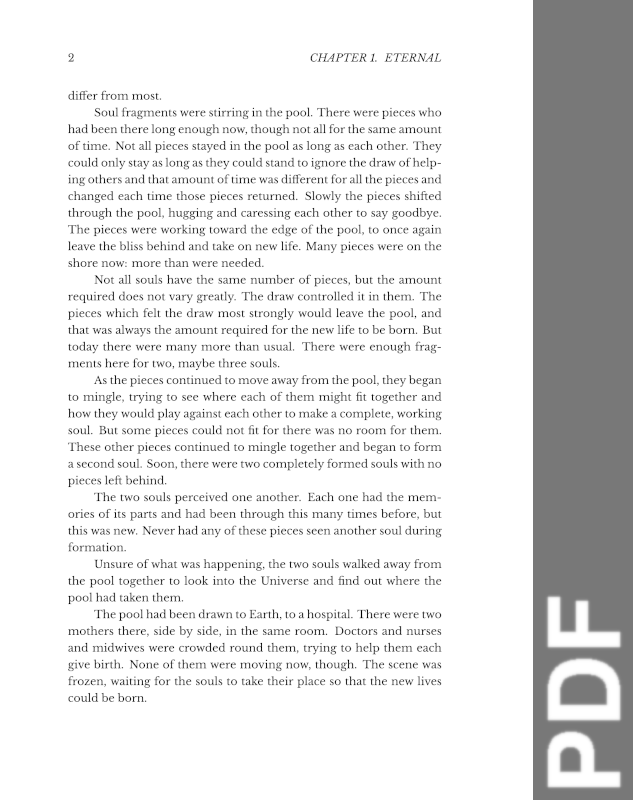 2 CHAPTER 1. ETERNAL
differ from most.
Soul fragments were stirring in the pool. There were pieces who
had been there long enough now, though not all for the same amount
of time. Not all pieces stayed in the pool as long as each other. They
could only stay as long as they could stand to ignore the draw of help-
ing others and that amount of time was different for all the pieces and
changed each time those pieces returned. Slowly the pieces shifted
through the pool, hugging and caressing each other to say goodbye.
The pieces were working toward the edge of the pool, to once again
leave the bliss behind and take on new life. Many pieces were on the
shore now: more than were needed.
Not all souls have the same number of pieces, but the amount
required does not vary greatly. The draw controlled it in them. The
pieces which felt the draw most strongly would leave the pool, and
that was always the amount required for the new life to be born. But
today there were many more than usual. There were enough frag-
ments here for two, maybe three souls.
As the pieces continued to move away from the pool, they began
to mingle, trying to see where each of them might fit together and
how they would play against each other to make a complete, working
soul. But some pieces could not fit for there was no room for them.
These other pieces continued to mingle together and began to form
a second soul. Soon, there were two completely formed souls with no
pieces left behind.
The two souls perceived one another. Each one had the mem-
ories of its parts and had been through this many times before, but
this was new. Never had any of these pieces seen another soul during
formation.
Unsure of what was happening, the two souls walked away from
the pool together to look into the Universe and find out where the
pool had taken them.
The pool had been drawn to Earth, to a hospital. There were two
mothers there, side by side, in the same room. Doctors and nurses
and midwives were crowded round them, trying to help them each
give birth. None of them were moving now, though. The scene was
frozen, waiting for the souls to take their place so that the new lives
could be born.
PDF